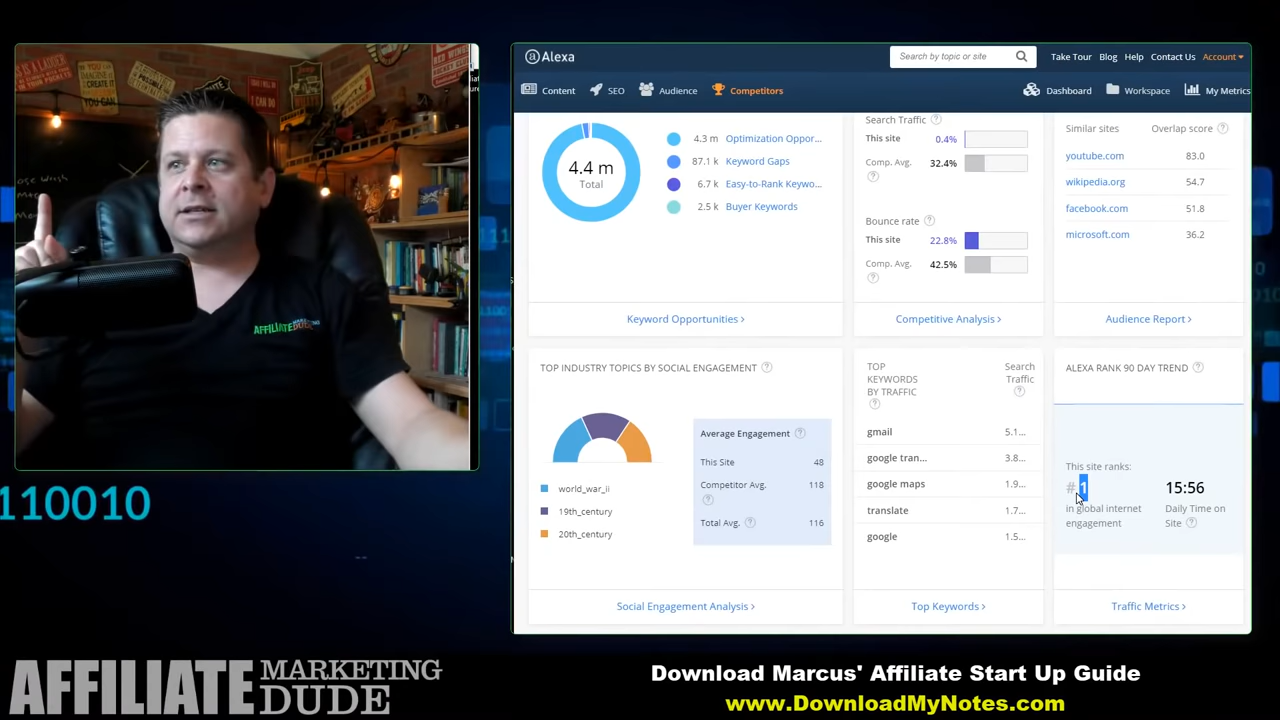 Alexa
Search by topic or site
Take Tour
Blog
Help
Contact Us
Account
Content
SEO
Audience
Competitors
Dashboard
Workspace
My Metrics
4.4 m
Total
4.3 m Optimization Oppor...
87.1 k Keyword Gaps
6.7 k Easy-to-Rank Keywo...
2.5 k Buyer Keywords
Keyword Opportunities >
Search Traffic ?
This site 0.4%
Comp. Avg. 32.4%
?
Bounce rate ?
This site 22.8%
Comp. Avg. 42.5%
?
Competitive Analysis >
Similar sites Overlap score ?
youtube.com 83.0
wikipedia.org 54.7
facebook.com 51.8
microsoft.com 36.2
Audience Report >
TOP INDUSTRY TOPICS BY SOCIAL ENGAGEMENT ?
world_war_ii
19th_century
20th_century
Average Engagement ?
This Site 48
Competitor Avg. 118
?
Total Avg. ? 116
Social Engagement Analysis >
TOP
KEYWORDS
BY TRAFFIC
?
Search
Traffic
?
gmail 5.1...
google tran... 3.8...
google maps 1.9...
translate 1.7...
google 1.5...
Top Keywords >
ALEXA RANK 90 DAY TREND ?
This site ranks:
#1
in global internet
engagement
15:56
Daily Time on
Site ?
Traffic Metrics >
AFFILIATE
MARKETING
DUDE
110010
AFFILIATE MARKETING
DUDE
Download Marcus' Affiliate Start Up Guide
www.DownloadMyNotes.com